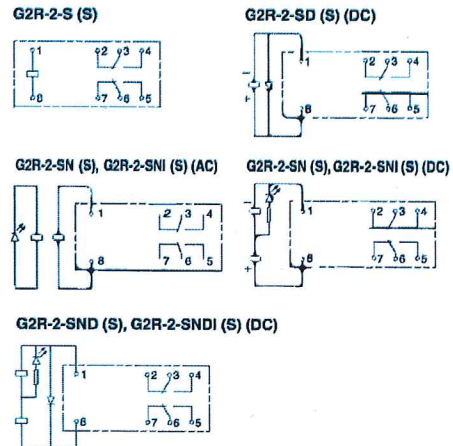 G2R-2-S (S)
1 2 3 4
8 7 6 5
G2R-2-SD (S) (DC)
− 1 2 3 4
+ 8 7 6 5
G2R-2-SN (S), G2R-2-SNI (S) (AC)
1 2 3 4
8 7 6 5
G2R-2-SN (S), G2R-2-SNI (S) (DC)
− 1 2 3 4
+ 8 7 6 5
G2R-2-SND (S), G2R-2-SNDI (S) (DC)
1 2 3 4
8 7 6 5